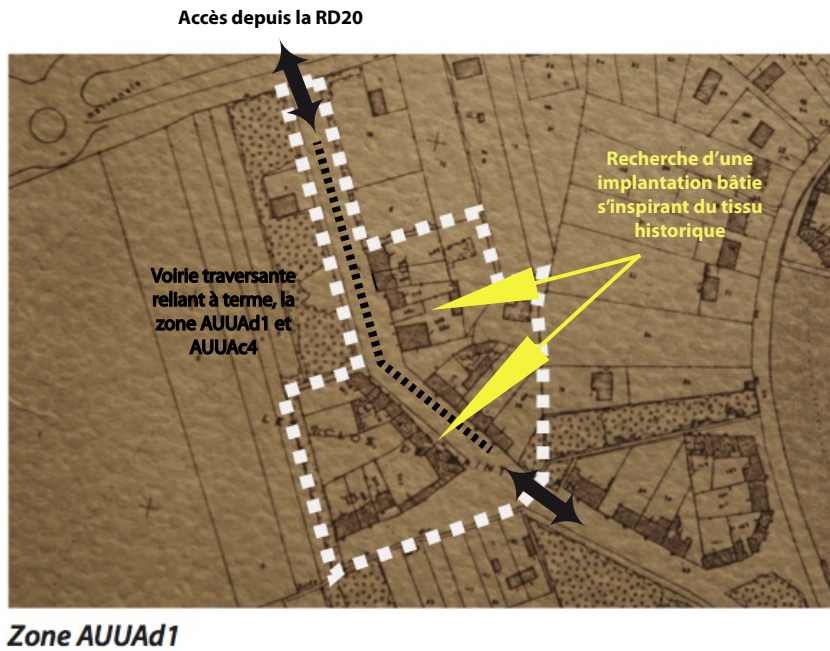 Accès depuis la RD20
Recherche d'une
implantation bâtie
s'inspirant du tissu
historique
Voirie traversante
reliant à terme, la
zone AUUAd1 et
AUUAc4
Zone AUUAd1